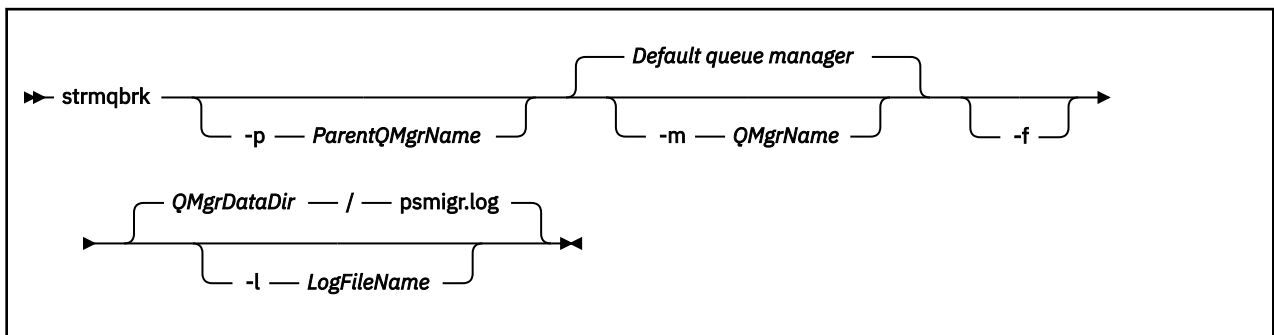 Default queue manager
strmqbrk
-p ParentQMgrName -m QMgrName -f
QMgrDataDir / psmigr.log
-l LogFileName